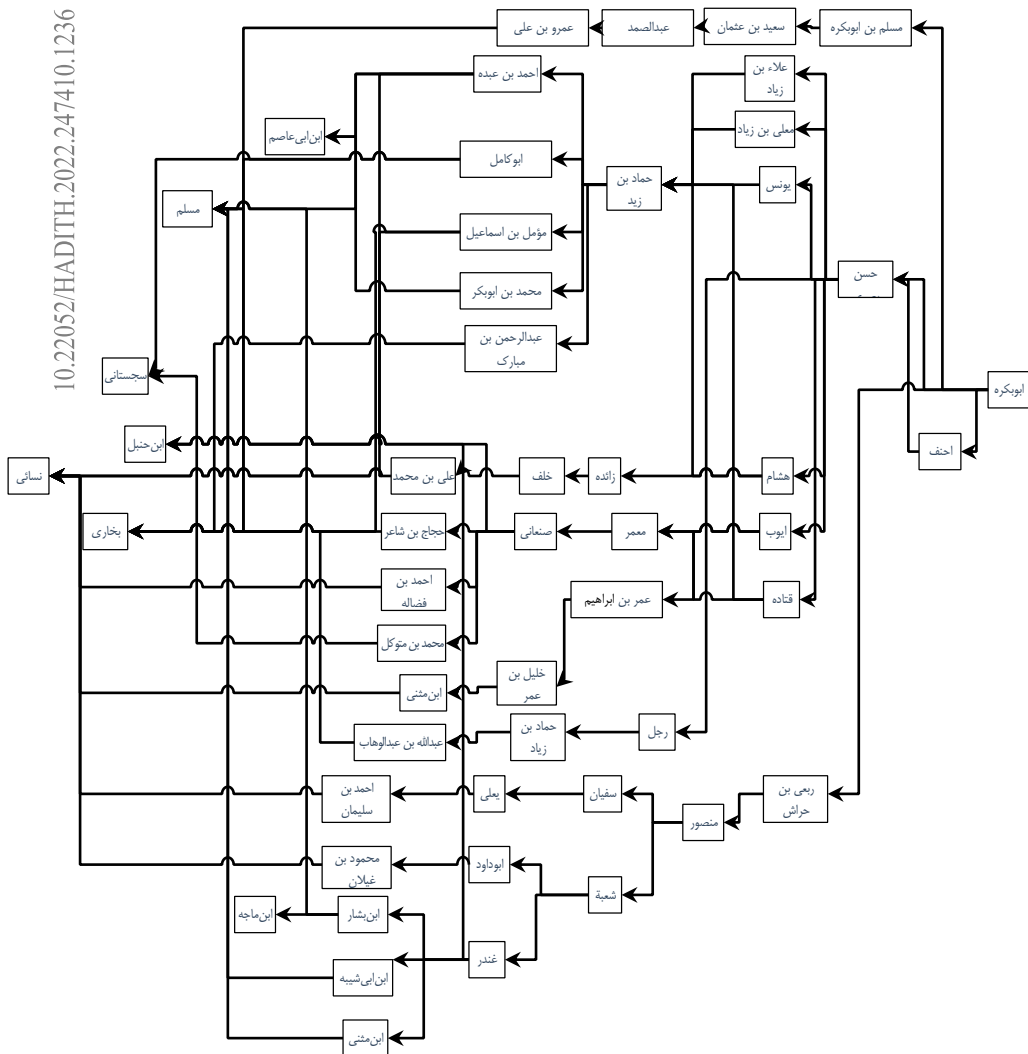 10.22052/HADITH.2022.247410.1236
مسلم بن ابوبکره
سعید بن عثمان
عبدالصمد
عمرو بن علی
علاء بن
زیاد
احمد بن عبده
معلی بن زیاد
ابن‌ابی‌عاصم
ابوکامل
یونس
حماد بن
زید
مسلم
مؤمل بن اسماعیل
حسن
محمد بن ابوبکر
عبدالرحمن بن
مبارک
سجستانی
ابوبکره
احنف
ابن‌حنبل
هشام
زائده
خلف
علی بن محمد
نسائی
ایوب
معمر
صنعانی
حجاج بن شاعر
بخاری
احمد بن
فضاله
قتاده
عمر بن ابراهیم
محمد بن متوکل
خلیل بن
عمر
ابن‌مثنی
رجل
حماد بن
زیاد
عبدالله بن عبدالوهاب
ربعی بن
حراش
منصور
سفیان
یعلی
احمد بن
سلیمان
ابوداود
محمود بن
غیلان
شعبة
ابن‌بشار
ابن‌ماجه
غندر
ابن‌ابی‌شیبه
ابن‌مثنی